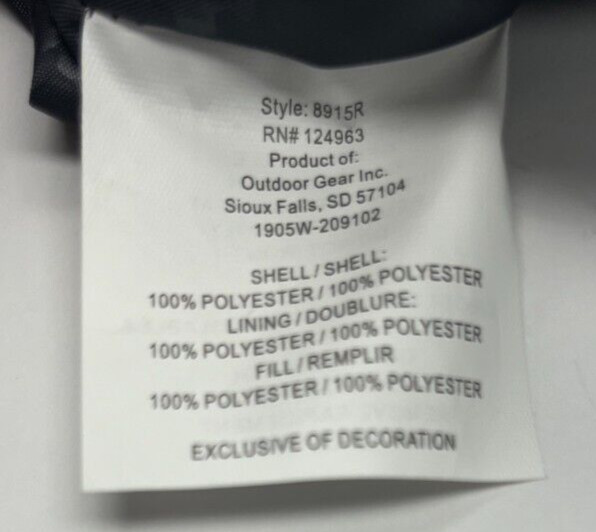 Style: 8915R
RN# 124963
Product of:
Outdoor Gear Inc.
Sioux Falls, SD 57104
1905W-209102
SHELL / SHELL:
100% POLYESTER / 100% POLYESTER
LINING / DOUBLURE:
100% POLYESTER / 100% POLYESTER
FILL / REMPLIR
100% POLYESTER / 100% POLYESTER
EXCLUSIVE OF DECORATION